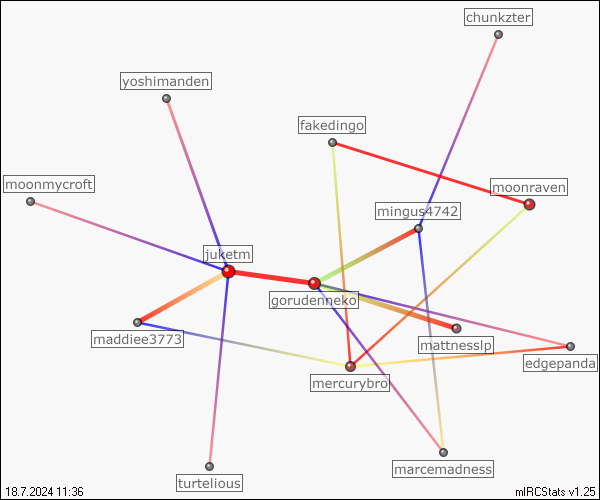 chunkzter
yoshimanden
fakedingo
moonmycroft
moonraven
mingus4742
juketm
gorudenneko
maddiee3773
mattnesslp
edgepanda
mercurybro
marcemadness
turtelious
18.7.2024 11:36
mIRCStats v1.25